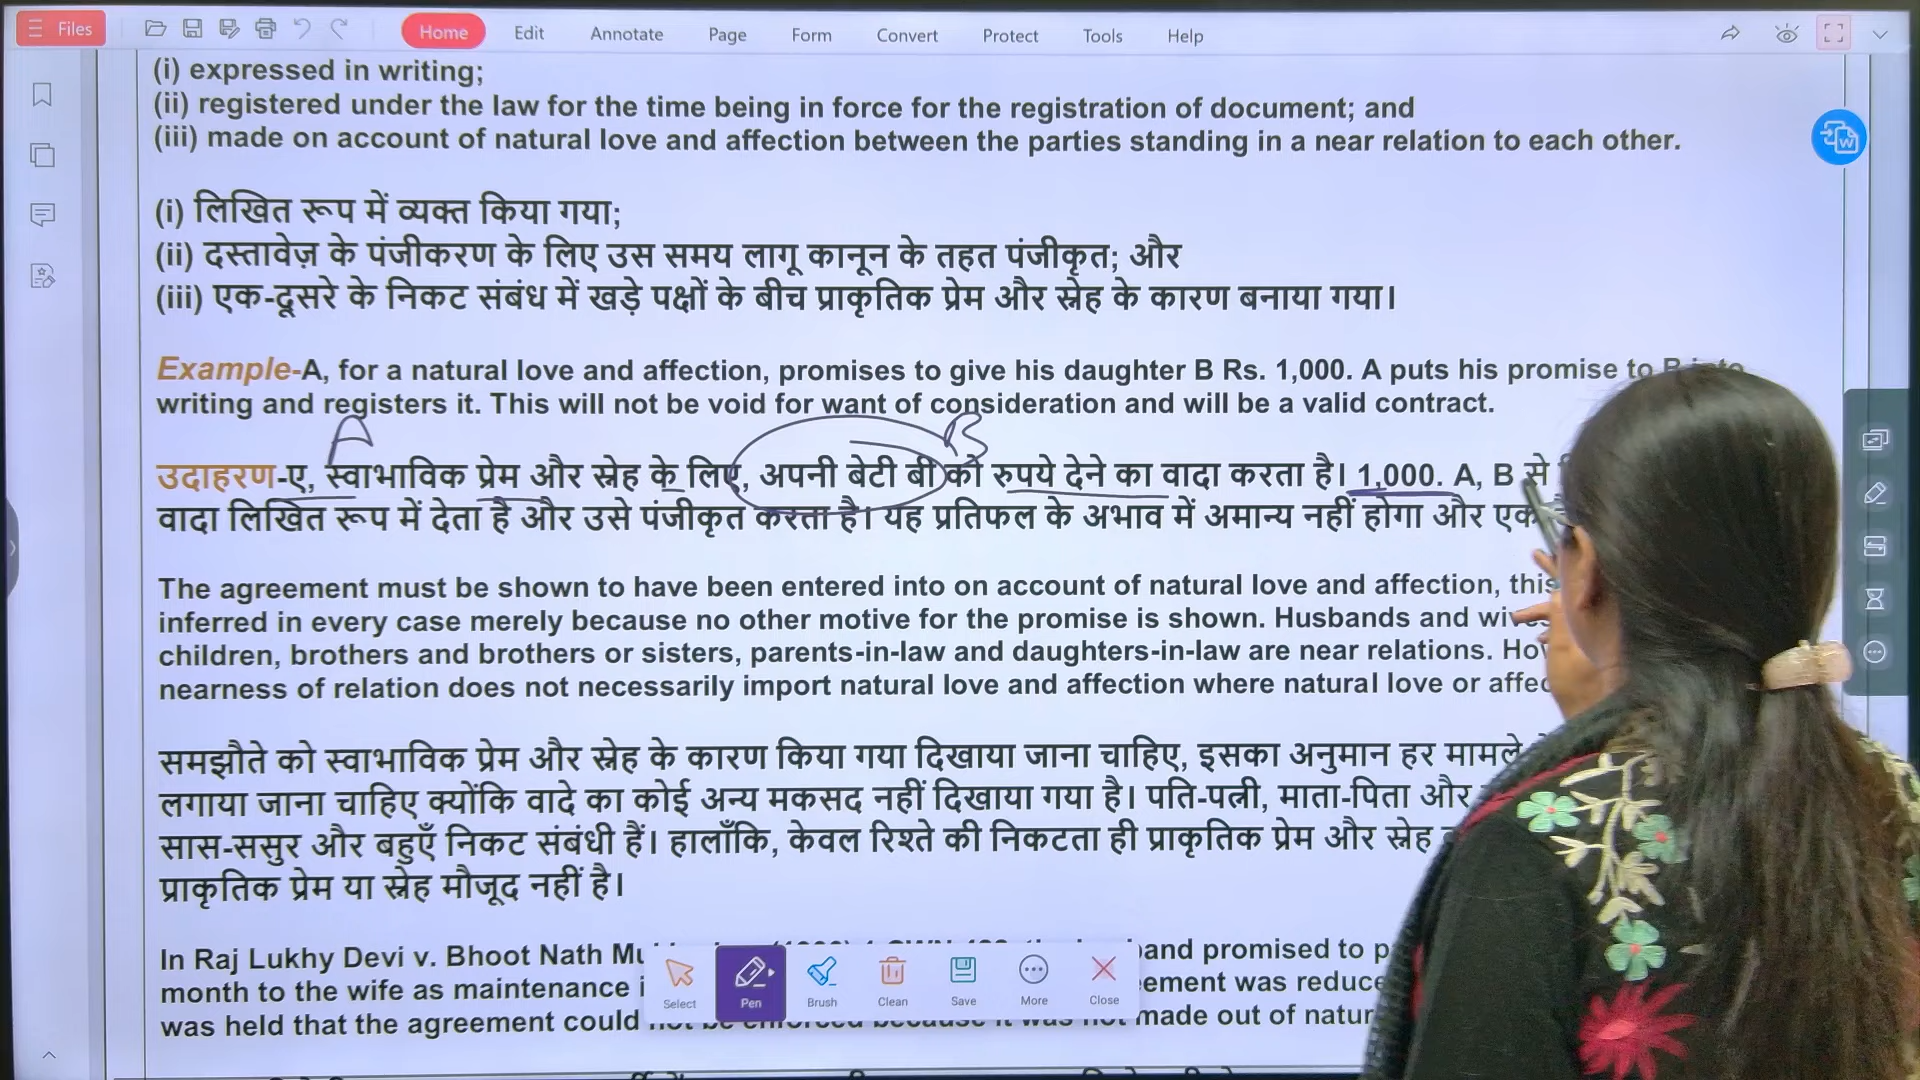 Files
Home
Edit
Annotate
Page
Form
Convert
Protect
Tools
Help
(i) expressed in writing;
(ii) registered under the law for the time being in force for the registration of document; and
(iii) made on account of natural love and affection between the parties standing in a near relation to each other.
(i) लिखित रूप में व्यक्त किया गया;
(ii) दस्तावेज़ के पंजीकरण के लिए उस समय लागू कानून के तहत पंजीकृत; और
(iii) एक-दूसरे के निकट संबंध में खड़े पक्षों के बीच प्राकृतिक प्रेम और स्नेह के कारण बनाया गया।
Example-A, for a natural love and affection, promises to give his daughter B Rs. 1,000. A puts his promise to B into
writing and registers it. This will not be void for want of consideration and will be a valid contract.
A B
उदाहरण-ए, स्वाभाविक प्रेम और स्नेह के लिए, अपनी बेटी बी को रुपये देने का वादा करता है। 1,000. A, B से
वादा लिखित रूप में देता है और उसे पंजीकृत करता है। यह प्रतिफल के अभाव में अमान्य नहीं होगा और एक
The agreement must be shown to have been entered into on account of natural love and affection, this
inferred in every case merely because no other motive for the promise is shown. Husbands and
children, brothers and brothers or sisters, parents-in-law and daughters-in-law are near relations.
nearness of relation does not necessarily import natural love and affection where natural love or
समझौते को स्वाभाविक प्रेम और स्नेह के कारण किया गया दिखाया जाना चाहिए, इसका अनुमान हर मामले
लगाया जाना चाहिए क्योंकि वादे का कोई अन्य मकसद नहीं दिखाया गया है। पति-पत्नी, माता-पिता और
सास-ससुर और बहुएँ निकट संबंधी हैं। हालाँकि, केवल रिश्ते की निकटता ही प्राकृतिक प्रेम और स्नेह
प्राकृतिक प्रेम या स्नेह मौजूद नहीं है।
In Raj Lukhy Devi v. Bhoot Nath promised to
month to the wife as maintenance was
was held that the agreement could made out of
Select
Pen
Brush
Clean
Save
More
Close